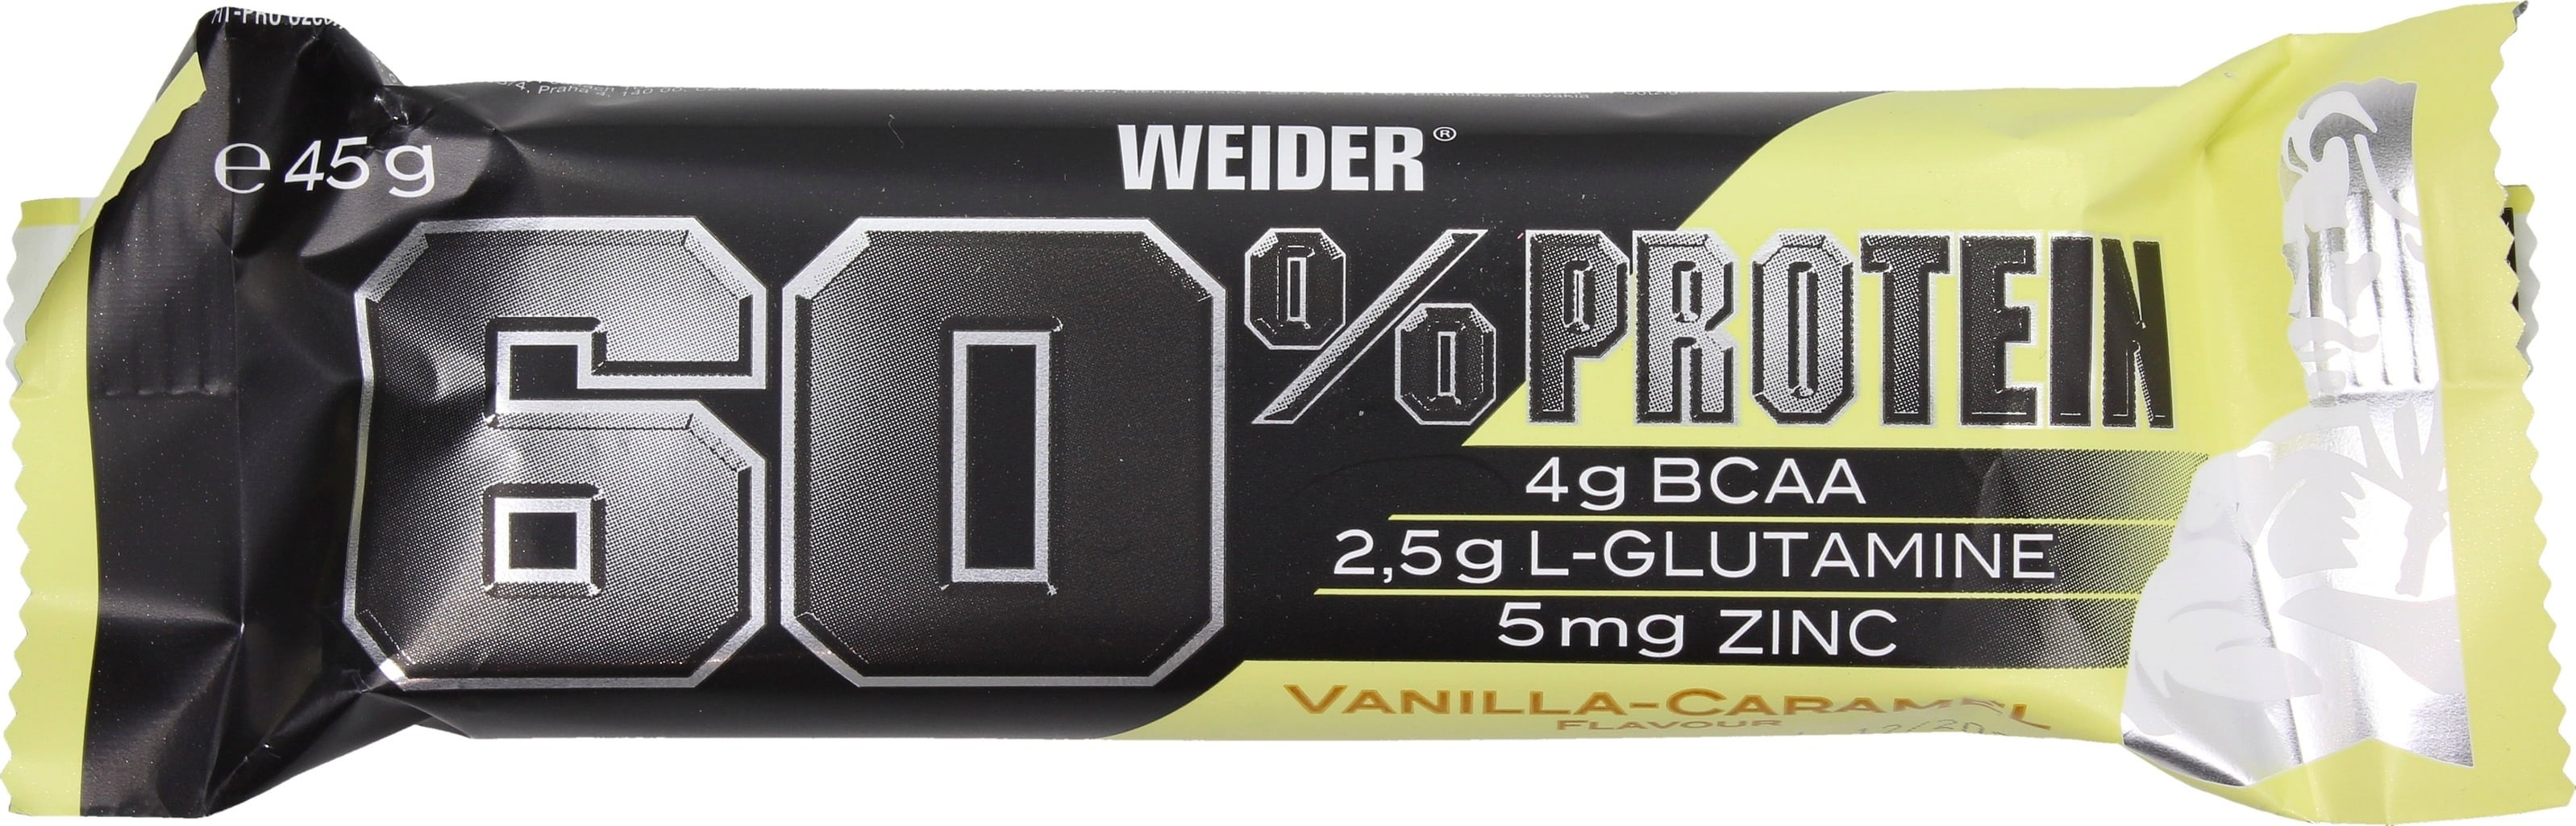 ℮ 45 g
WEIDER®
60% PROTEIN
4g BCAA
2,5g L-GLUTAMINE
5mg ZINC
VANILLA-CARAMEL
FLAVOUR